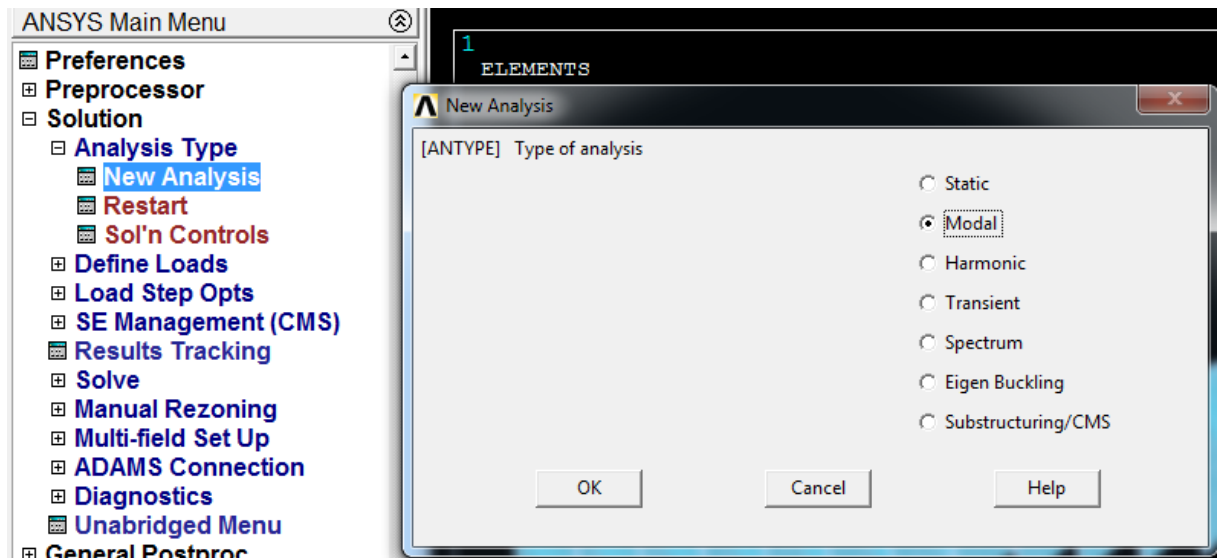 ANSYS Main Menu
Preferences
Preprocessor
Solution
Analysis Type
New Analysis
Restart
Sol'n Controls
Define Loads
Load Step Opts
SE Management (CMS)
Results Tracking
Solve
Manual Rezoning
Multi-field Set Up
ADAMS Connection
Diagnostics
Unabridged Menu
General Postproc
1
ELEMENTS
New Analysis
[ANTYPE] Type of analysis
Static
Modal
Harmonic
Transient
Spectrum
Eigen Buckling
Substructuring/CMS
OK Cancel Help